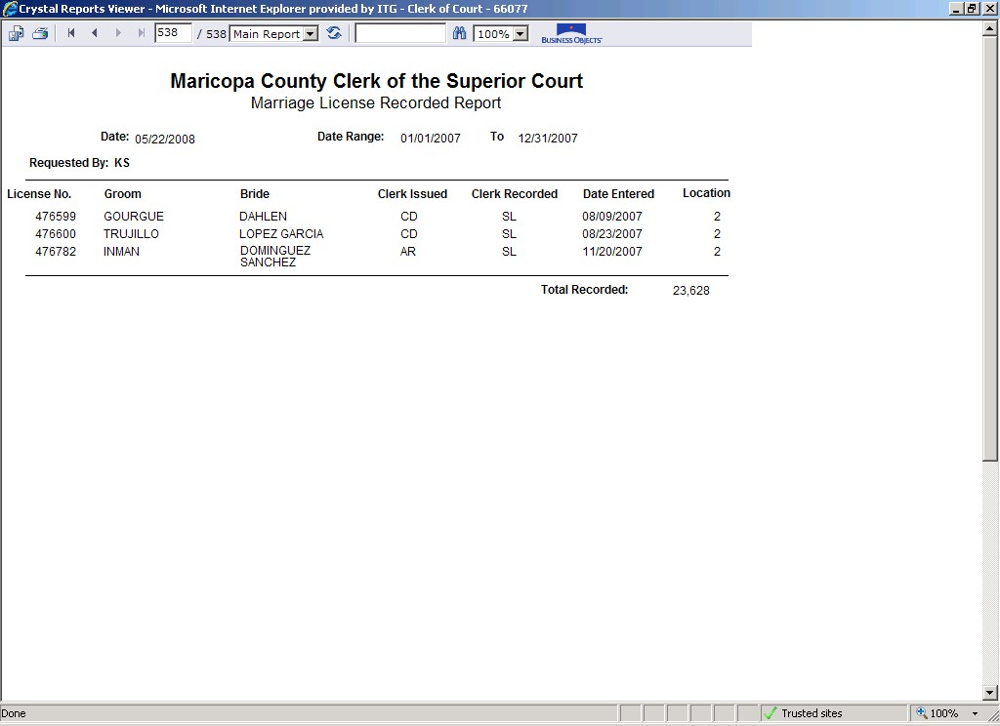 Crystal Reports Viewer - Microsoft Internet Explorer provided by ITG - Clerk of Court - 66077
538 / 538 Main Report 100% BUSINESS OBJECTS
Maricopa County Clerk of the Superior Court
Marriage License Recorded Report
Date: 05/22/2008 Date Range: 01/01/2007 To 12/31/2007
Requested By: KS
License No. Groom Bride Clerk Issued Clerk Recorded Date Entered Location
476599 GOURGUE DAHLEN CD SL 08/09/2007 2
476600 TRUJILLO LOPEZ GARCIA CD SL 08/23/2007 2
476782 INMAN DOMINGUEZ AR SL 11/20/2007 2
SANCHEZ
Total Recorded: 23,628
Done Trusted sites 100%